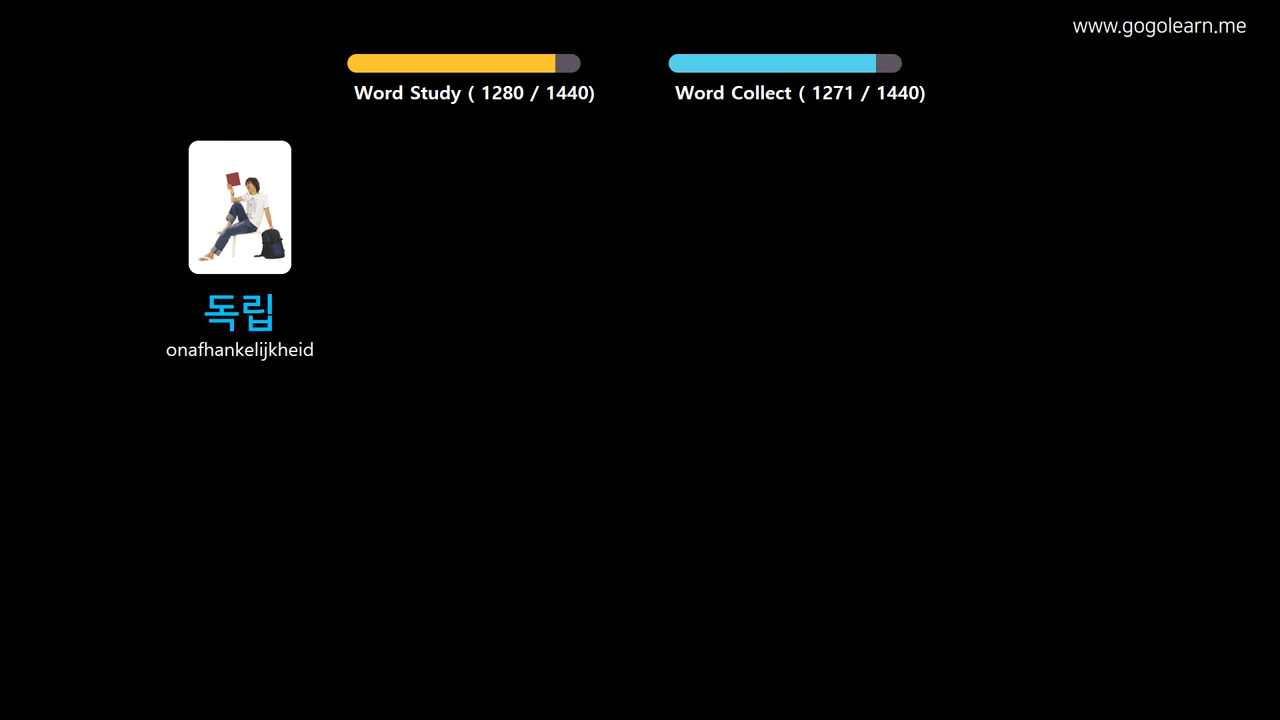 www.gogolearn.me
Word Study ( 1280 / 1440)
Word Collect ( 1271 / 1440)
독립
onafhankelijkheid